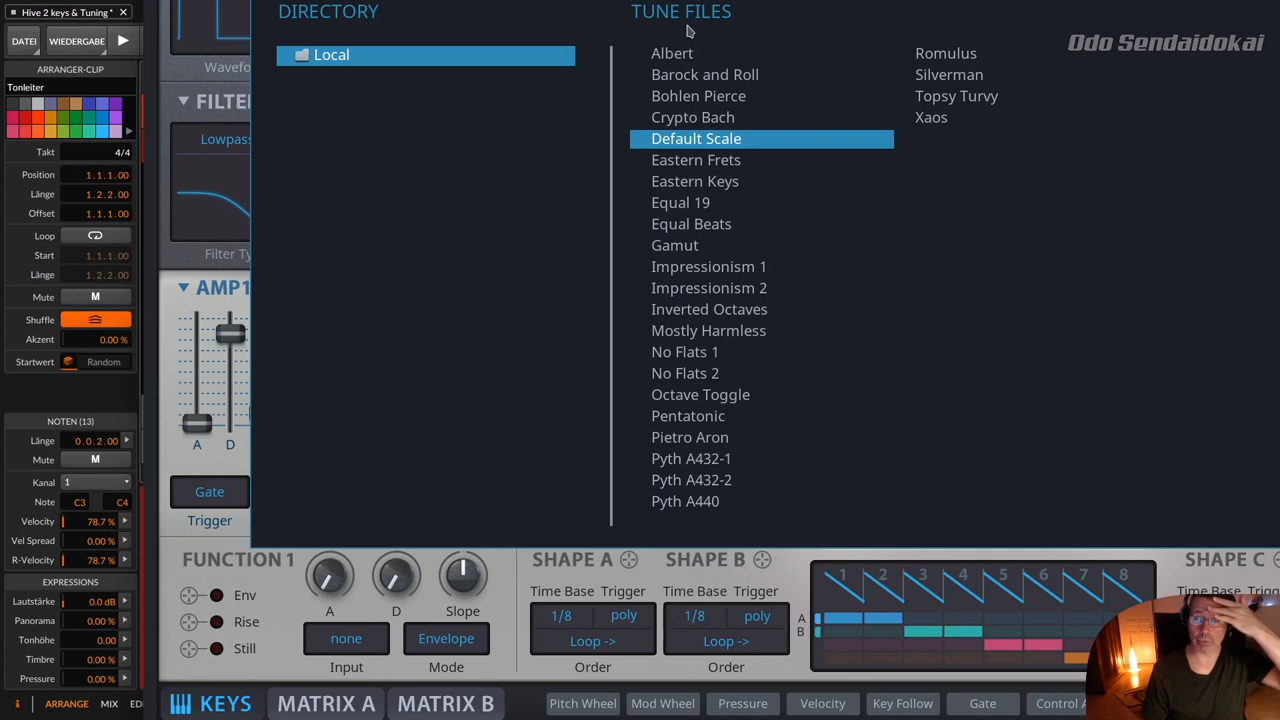 Hive 2 keys & Tuning*
DATEI
WIEDERGABE
ARRANGER-CLIP
Tonleiter
Takt 4/4
Position 1.1.1.00
Länge 1.2.2.00
Offset 1.1.1.00
Loop
Start 1.1.1.00
Länge 1.2.2.00
Mute M
Shuffle
Akzent 0.00 %
Startwert Random
NOTEN (13)
Länge 0.0.2.00
Mute M
Kanal 1
Note C3 C4
Velocity 78.7 %
Vel Spread 0.00 %
R-Velocity 78.7 %
EXPRESSIONS
Lautstärke 0.0 dB
Panorama 0.00 %
Tonhöhe 0.00
Timbre 0.00 %
Pressure 0.00 %
i ARRANGE MIX ED
Wavefo
FILTE
Lowpas
Filter Ty
AMP1
A D
Gate
Trigger
DIRECTORY
Local
TUNE FILES
Albert
Barock and Roll
Bohlen Pierce
Crypto Bach
Default Scale
Eastern Frets
Eastern Keys
Equal 19
Equal Beats
Gamut
Impressionism 1
Impressionism 2
Inverted Octaves
Mostly Harmless
No Flats 1
No Flats 2
Octave Toggle
Pentatonic
Pietro Aron
Pyth A432-1
Pyth A432-2
Pyth A440
Romulus
Silverman
Topsy Turvy
Xaos
Odo Sendaidokai
FUNCTION 1
Env
Rise
Still
A D Slope
none Envelope
Input Mode
SHAPE A
Time Base Trigger
1/8 poly
Loop ->
Order
SHAPE B
Time Base Trigger
1/8 poly
Loop ->
Order
1 2 3 4 5 6 7 8
A
B
SHAPE C
KEYS MATRIX A MATRIX B
Pitch Wheel Mod Wheel Pressure Velocity Key Follow Gate Control A